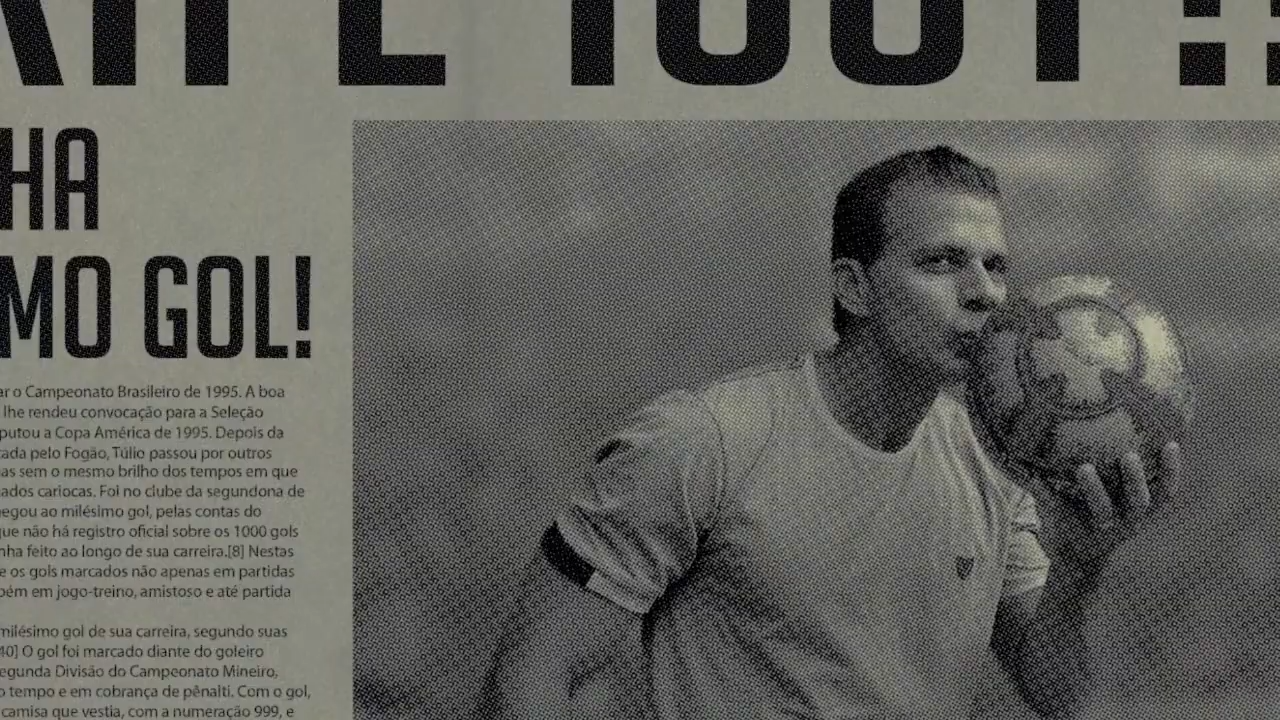 HA
MO GOL!
ar o Campeonato Brasileiro de 1995. A boa
lhe rendeu convocação para a Seleção
putou a Copa América de 1995. Depois da
cada pelo Fogão, Túlio passou por outros
as sem o mesmo brilho dos tempos em que
ados cariocas. Foi no clube da segundona de
hegou ao milésimo gol, pelas contas do
que não há registro oficial sobre os 1000 gols
nha feito ao longo de sua carreira.[8] Nestas
e os gols marcados não apenas em partidas
bém em jogo-treino, amistoso e até partida
milésimo gol de sua carreira, segundo suas
40] O gol foi marcado diante do goleiro
egunda Divisão do Campeonato Mineiro,
o tempo e em cobrança de pênalti. Com o gol,
camisa que vestia, com a numeração 999, e